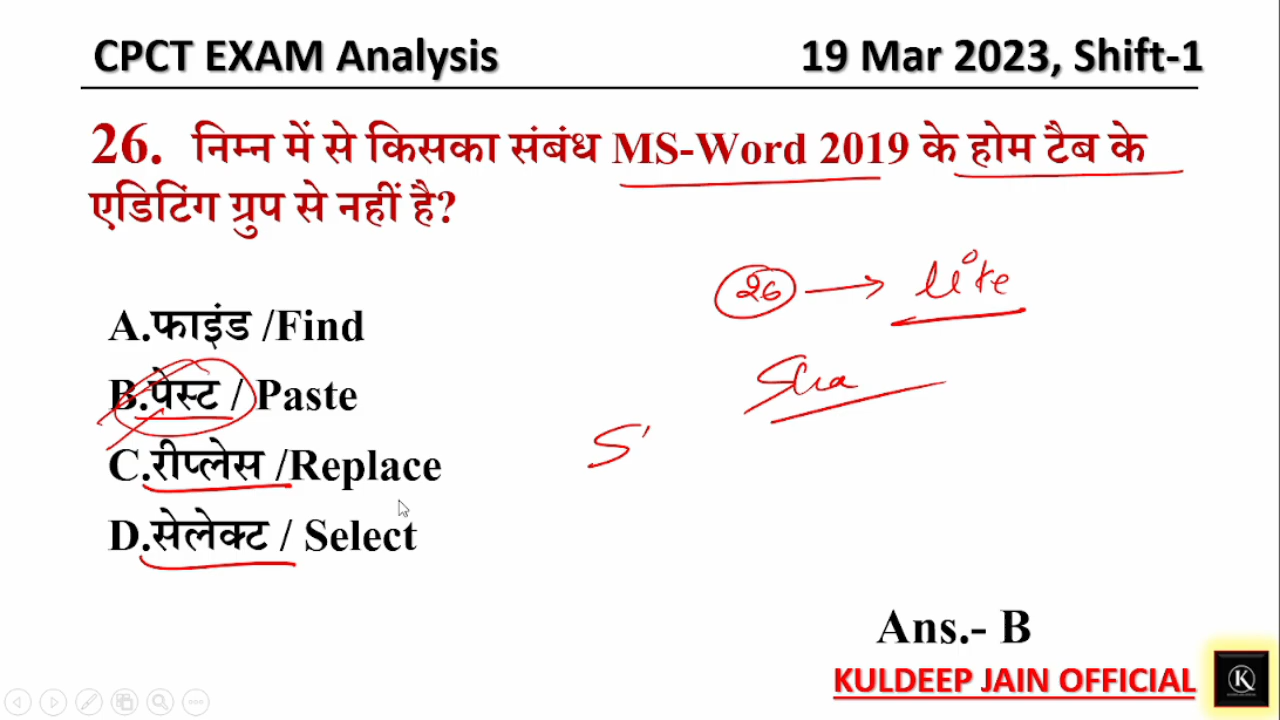 CPCT EXAM Analysis 19 Mar 2023, Shift-1
26. निम्न में से किसका संबंध MS-Word 2019 के होम टैब के
एडिटिंग ग्रुप से नहीं है?
26 → like
A.फाइंड /Find
B.पेस्ट / Paste
C.रीप्लेस /Replace
D.सेलेक्ट / Select
Ans.- B
KULDEEP JAIN OFFICIAL
K